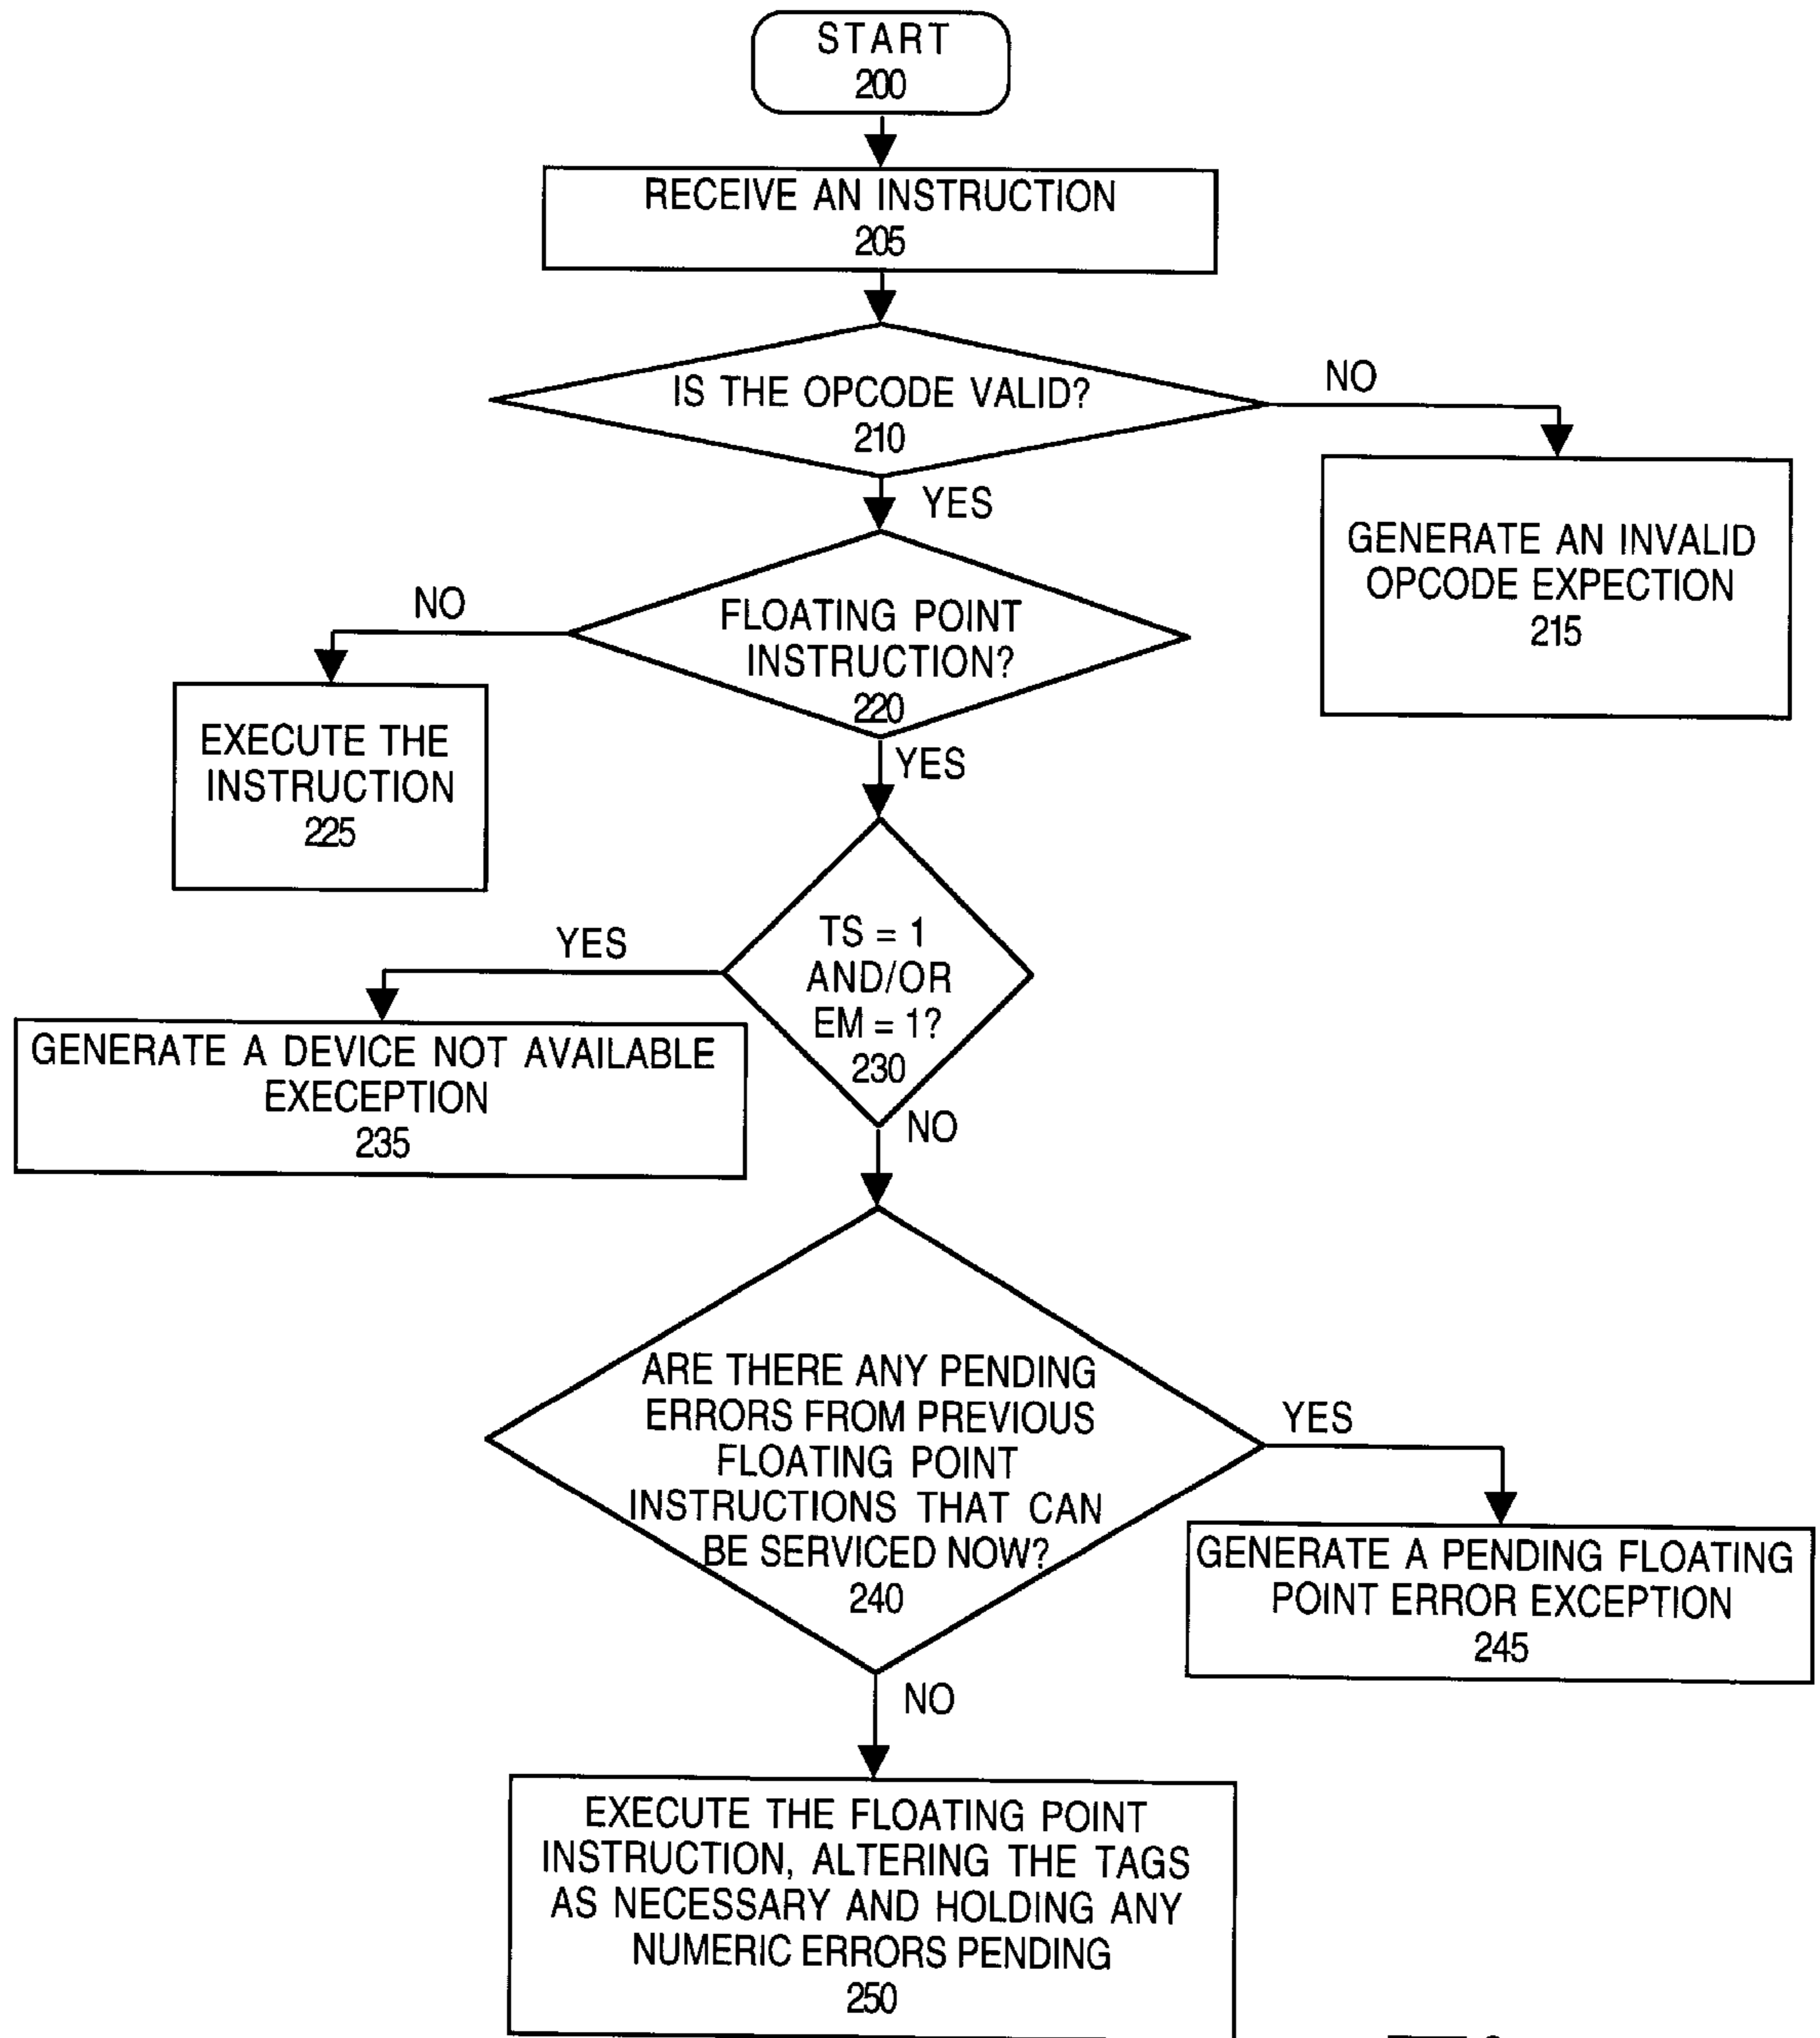 START
200
RECEIVE AN INSTRUCTION
205
IS THE OPCODE VALID?
210
NO
YES
GENERATE AN INVALID
OPCODE EXPECTION
215
FLOATING POINT
INSTRUCTION?
220
NO
EXECUTE THE
INSTRUCTION
225
YES
TS = 1
AND/OR
EM = 1?
230
YES
GENERATE A DEVICE NOT AVAILABLE
EXECEPTION
235
NO
ARE THERE ANY PENDING
ERRORS FROM PREVIOUS
FLOATING POINT
INSTRUCTIONS THAT CAN
BE SERVICED NOW?
240
YES
GENERATE A PENDING FLOATING
POINT ERROR EXCEPTION
245
NO
EXECUTE THE FLOATING POINT
INSTRUCTION, ALTERING THE TAGS
AS NECESSARY AND HOLDING ANY
NUMERIC ERRORS PENDING
250